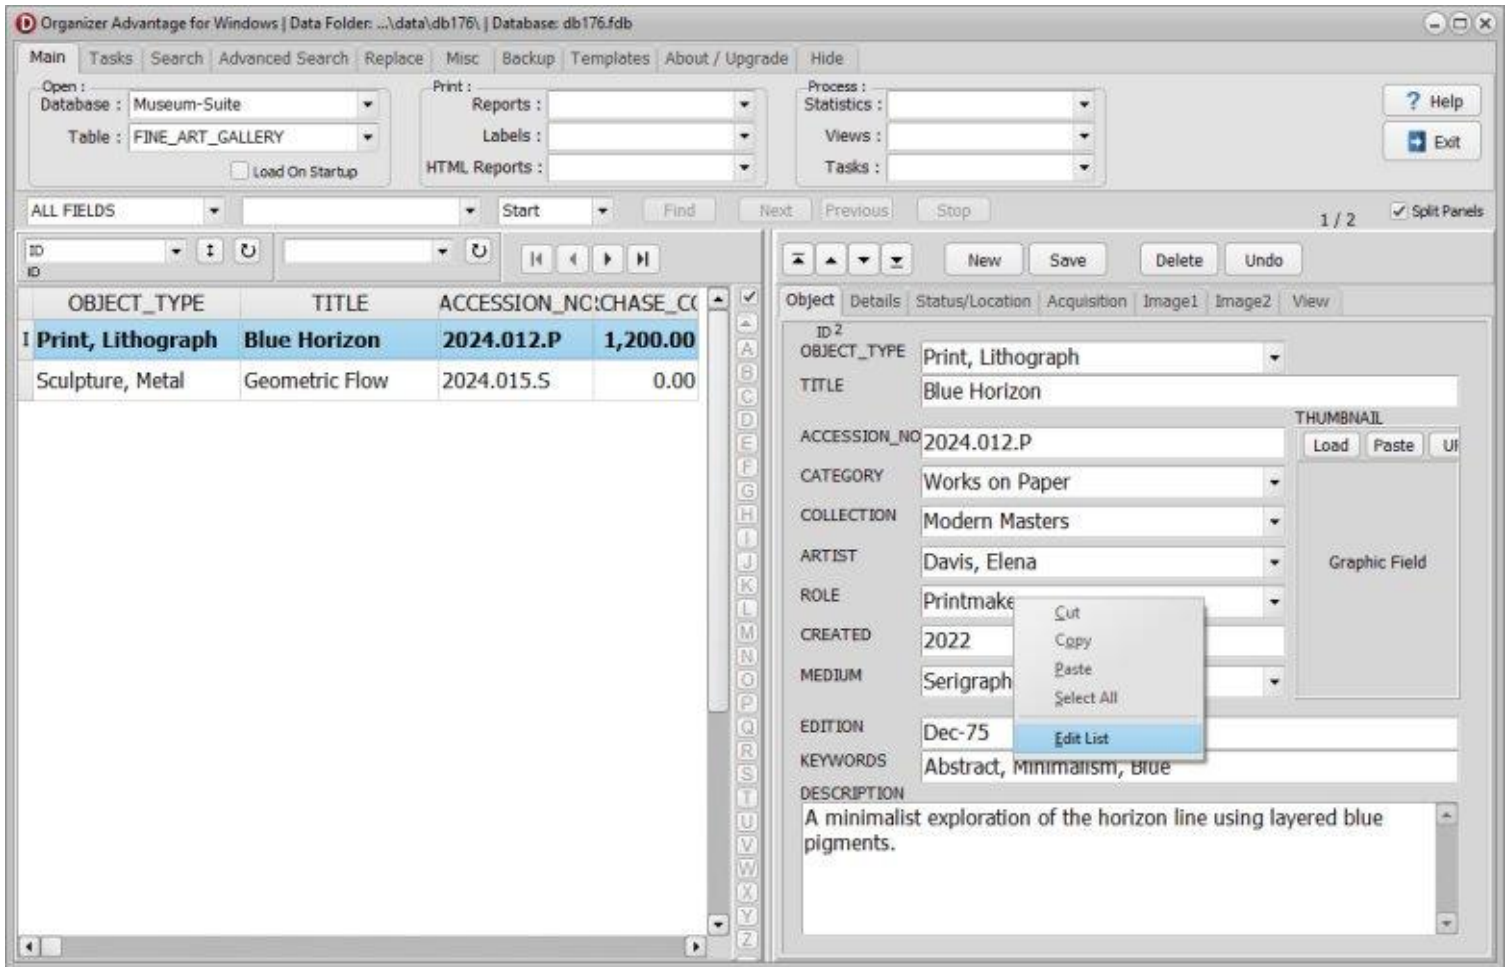 Organizer Advantage for Windows | Data Folder: ...\data\db176\ | Database: db176.fdb
Main Tasks Search Advanced Search Replace Misc Backup Templates About / Upgrade Hide
Open :
Database : Museum-Suite
Table : FINE_ART_GALLERY
Load On Startup
Print :
Reports :
Labels :
HTML Reports :
Process :
Statistics :
Views :
Tasks :
? Help
Exit
ALL FIELDS Start Find Next Previous Stop 1 / 2 Split Panels
ID
ID
OBJECT_TYPE TITLE ACCESSION_NO
Print, Lithograph Blue Horizon 2024.012.P 1,200.00
Sculpture, Metal Geometric Flow 2024.015.S 0.00
A
B
C
D
E
F
G
H
I
J
K
L
M
N
O
P
Q
R
S
T
U
V
W
X
Y
Z
New Save Delete Undo
Object Details Status/Location Acquisition Image1 Image2 View
ID 2
OBJECT_TYPE Print, Lithograph
TITLE Blue Horizon
THUMBNAIL
Load Paste
Graphic Field
ACCESSION_NO 2024.012.P
CATEGORY Works on Paper
COLLECTION Modern Masters
ARTIST Davis, Elena
ROLE Printmake
CREATED 2022
MEDIUM Serigraph
EDITION Dec-75
KEYWORDS Abstract, Minimalism, Blue
DESCRIPTION
A minimalist exploration of the horizon line using layered blue
pigments.
Cut
Copy
Paste
Select All
Edit List